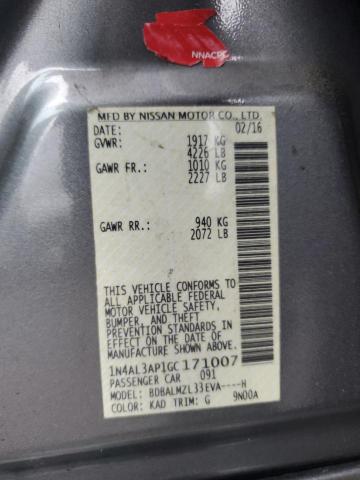 NNACPC
MFD BY NISSAN MOTOR CO., LTD.
DATE: 02/16
GVWR: 1917 KG
4226 LB
GAWR FR.: 1010 KG
2227 LB
GAWR RR.: 940 KG
2072 LB
THIS VEHICLE CONFORMS TO
ALL APPLICABLE FEDERAL
MOTOR VEHICLE SAFETY,
BUMPER, AND THEFT
PREVENTION STANDARDS IN
EFFECT ON THE DATE OF
MANUFACTURE SHOWN ABOVE.
1N4AL3AP1GC171007
PASSENGER CAR 091
MODEL: BDBALMZL33EVA----H
COLOR: KAD TRIM: G 9N00A